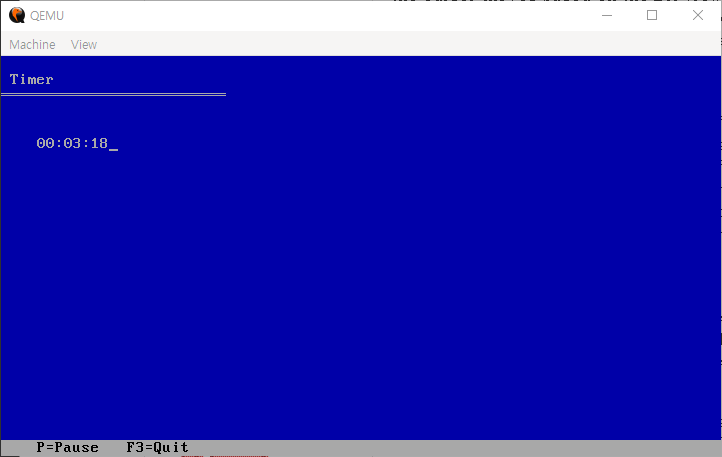 QEMU
Machine View
Timer
00:03:18_
P=Pause F3=Quit